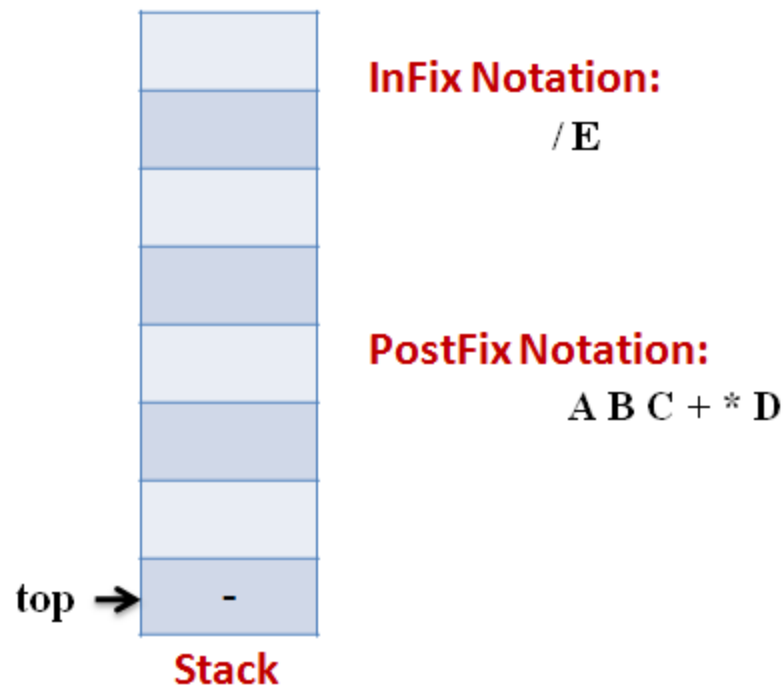 InFix Notation:
/ E
PostFix Notation:
A B C + * D
top
-
Stack